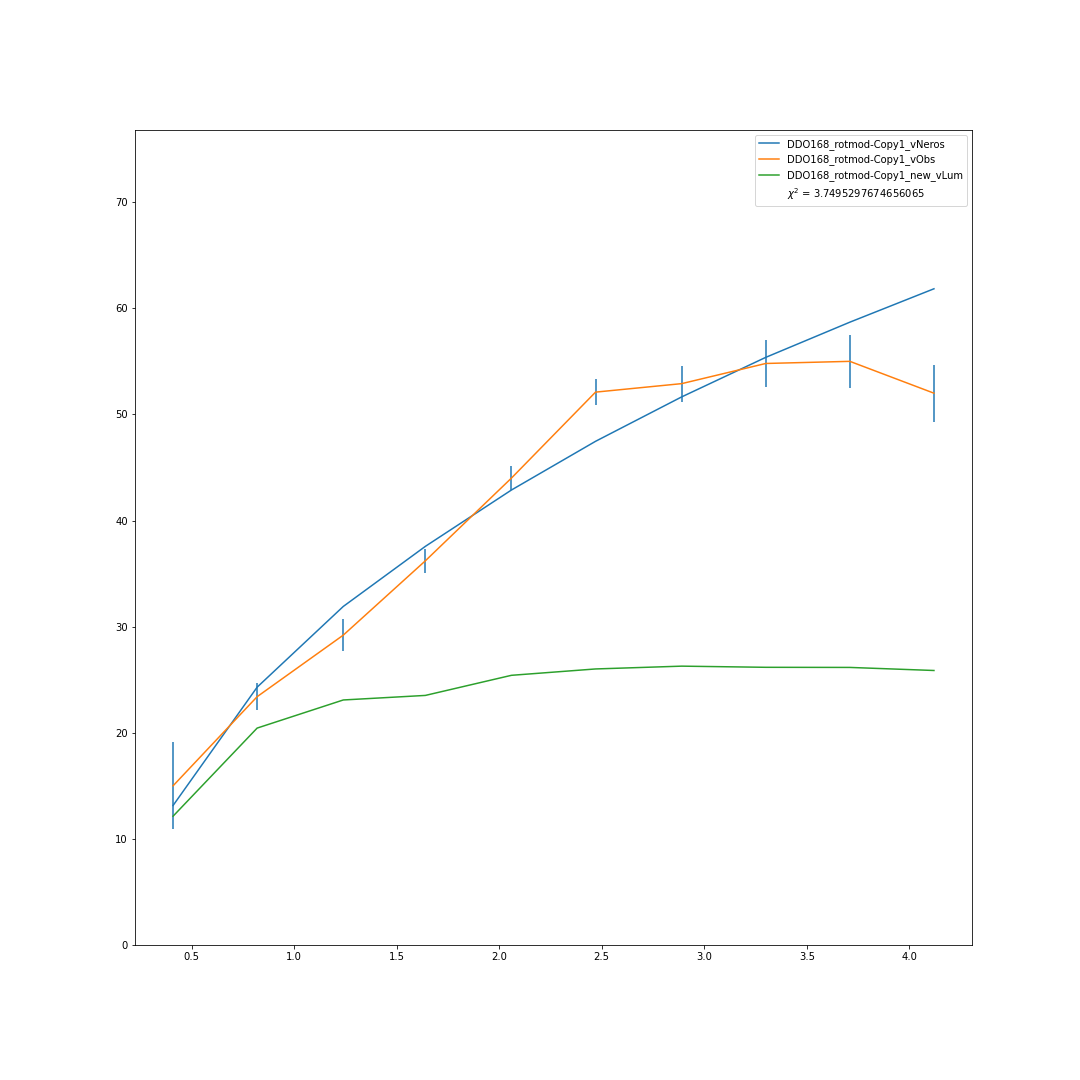 DDO168_rotmod-Copy1_vNeros
DDO168_rotmod-Copy1_vObs
DDO168_rotmod-Copy1_new_vLum
χ² = 3.7495297674656065
70
60
50
40
30
20
10
0
0.5 1.0 1.5 2.0 2.5 3.0 3.5 4.0